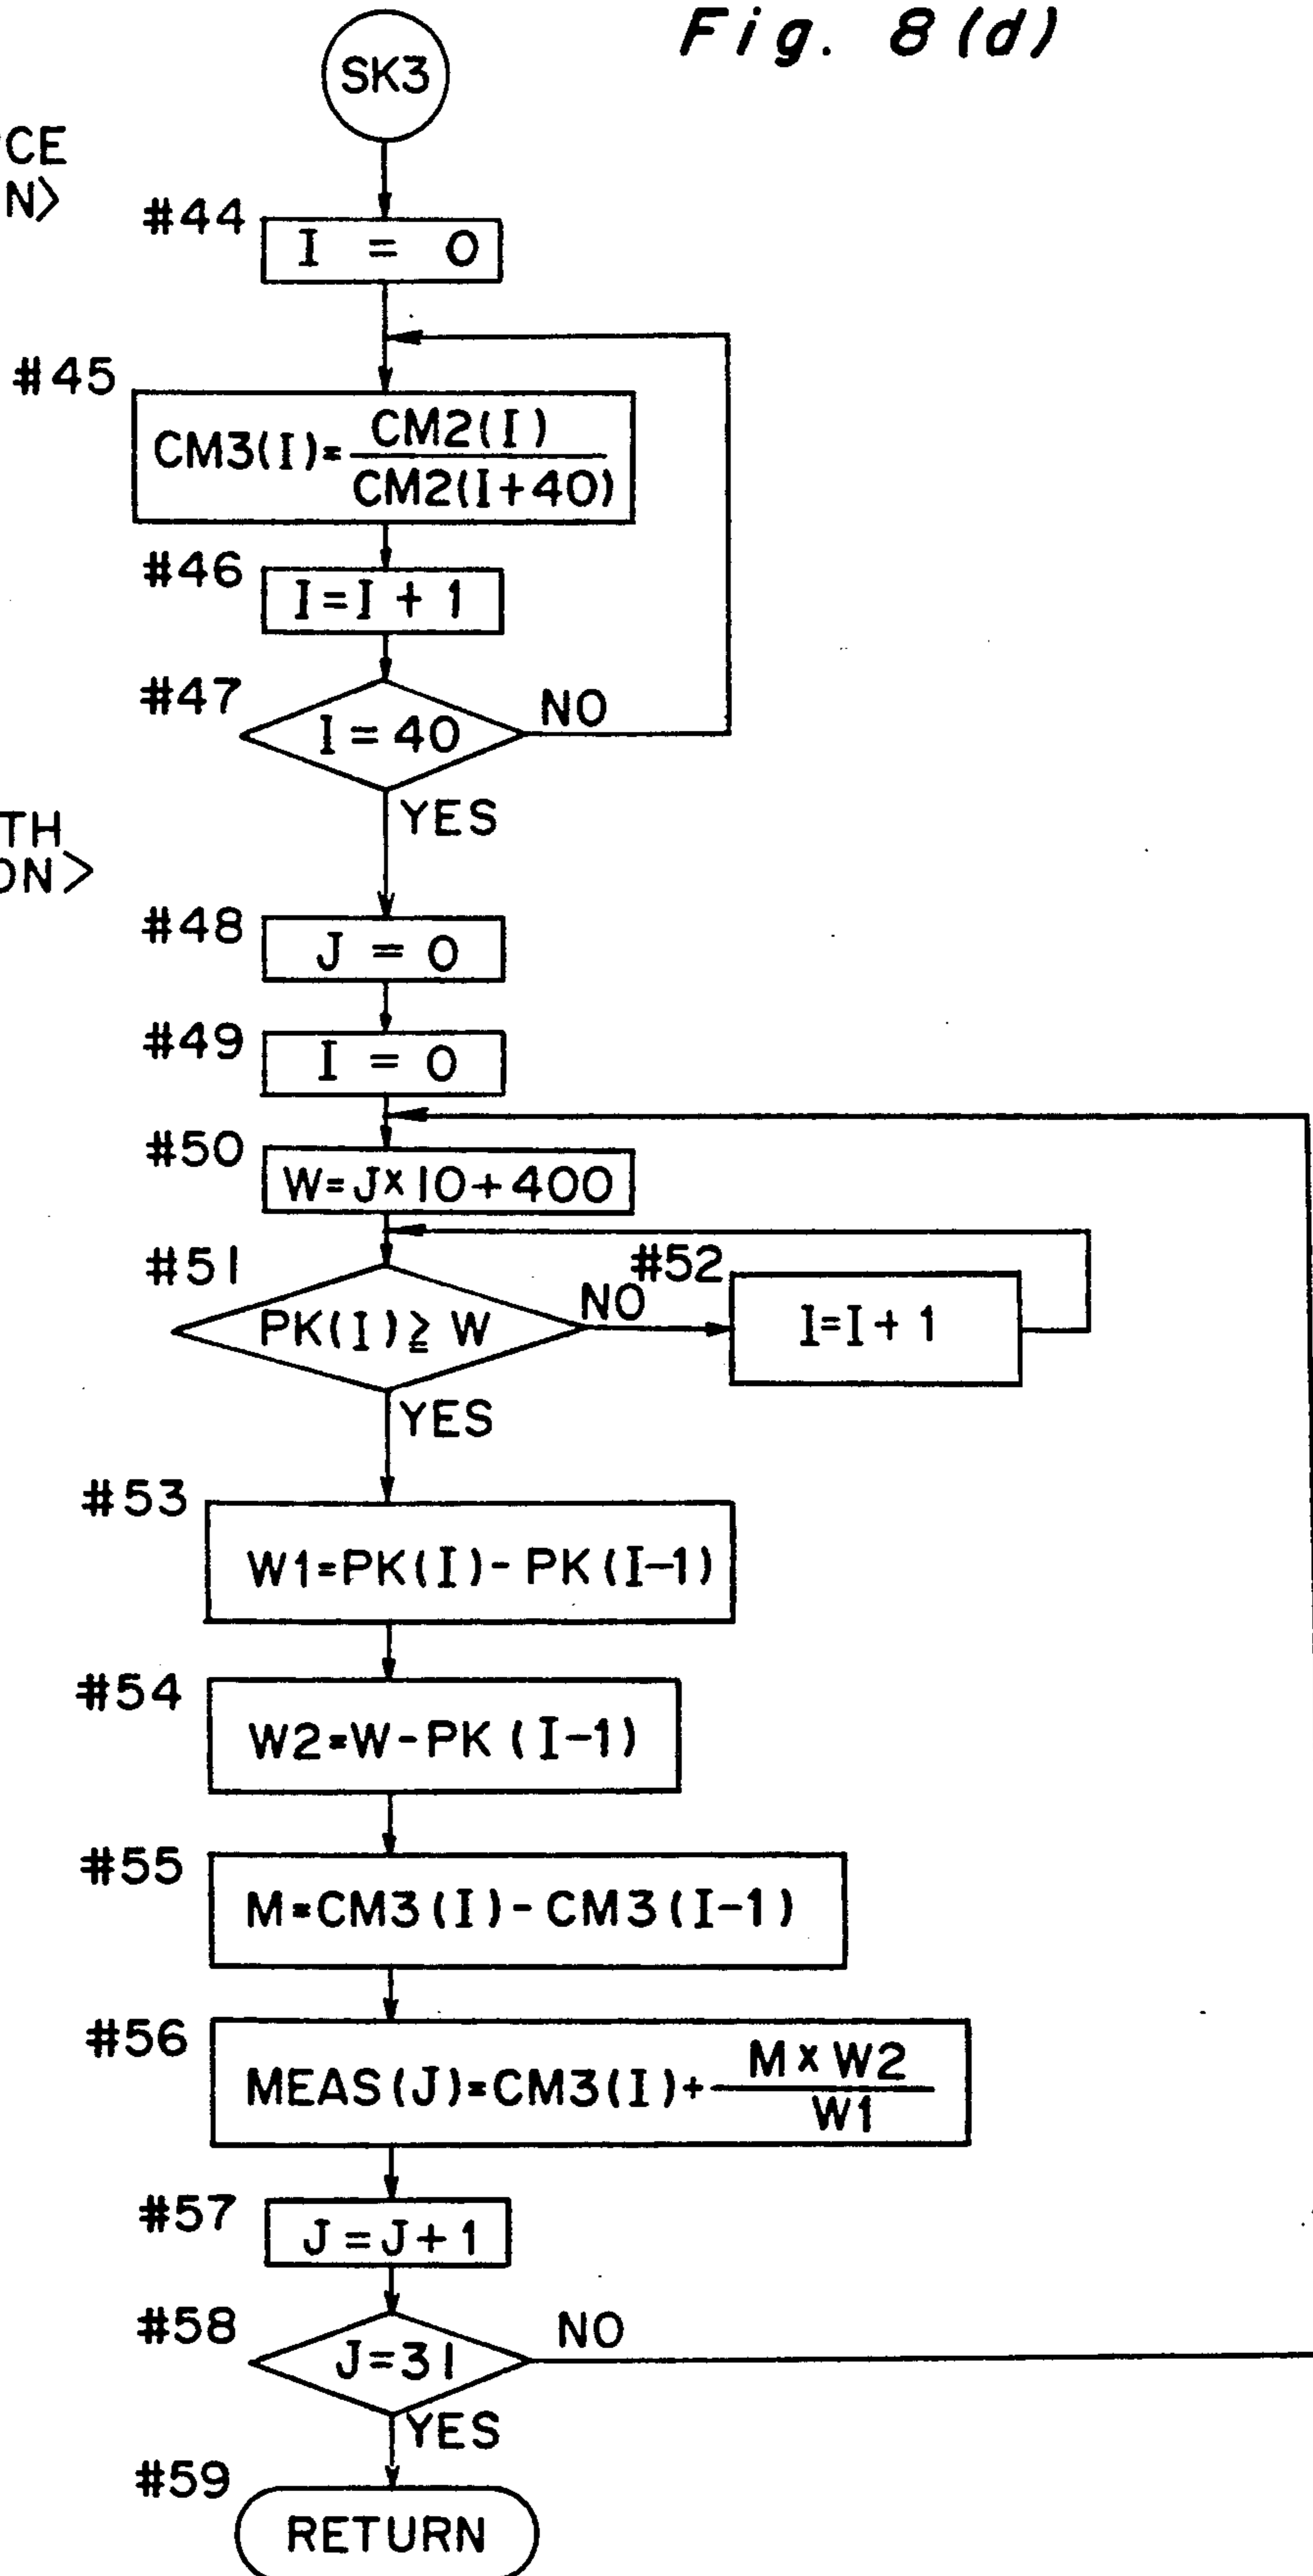 Fig. 8 (d)
SK3
CE
N>
#44
I = 0
#45
CM3(I)=CM2(I)/CM2(I+40)
#46
I=I+1
#47
I=40
NO
YES
TH
ON>
#48
J = 0
#49
I = 0
#50
W=J×10+400
#51
PK(I)≧W
NO
#52
I=I+1
YES
#53
W1=PK(I)-PK(I-1)
#54
W2=W-PK(I-1)
#55
M=CM3(I)-CM3(I-1)
#56
MEAS(J)=CM3(I)+M×W2/W1
#57
J=J+1
#58
J=31
NO
YES
#59
RETURN